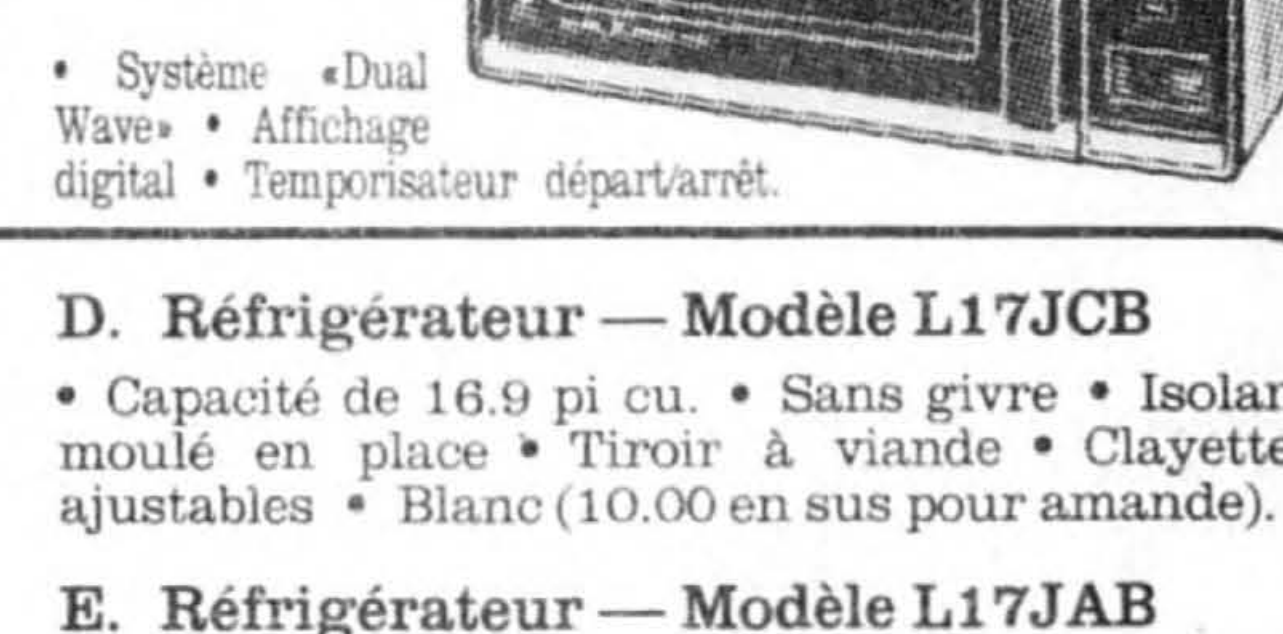 • Système «Dual
Wave» • Affichage
digital • Temporisateur départ/arrêt.
D. Réfrigérateur — Modèle L17JCB
• Capacité de 16.9 pi cu. • Sans givre • Isolan
moulé en place • Tiroir à viande • Clayette
ajustables • Blanc (10.00 en sus pour amande).
E. Réfrigérateur — Modèle L17JAB